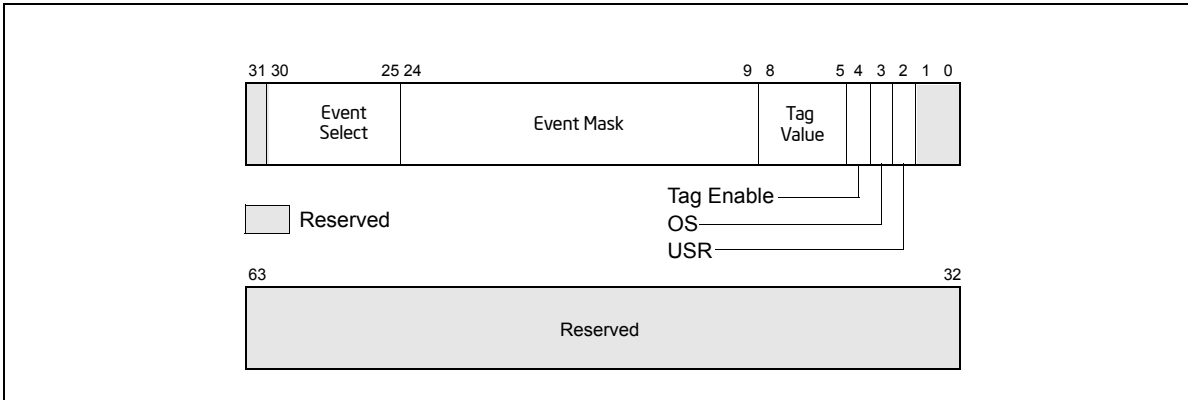 31 30 25 24 9 8 5 4 3 2 1 0
Event
Select
Event Mask
Tag
Value
Tag Enable
OS
USR
Reserved
63 32
Reserved